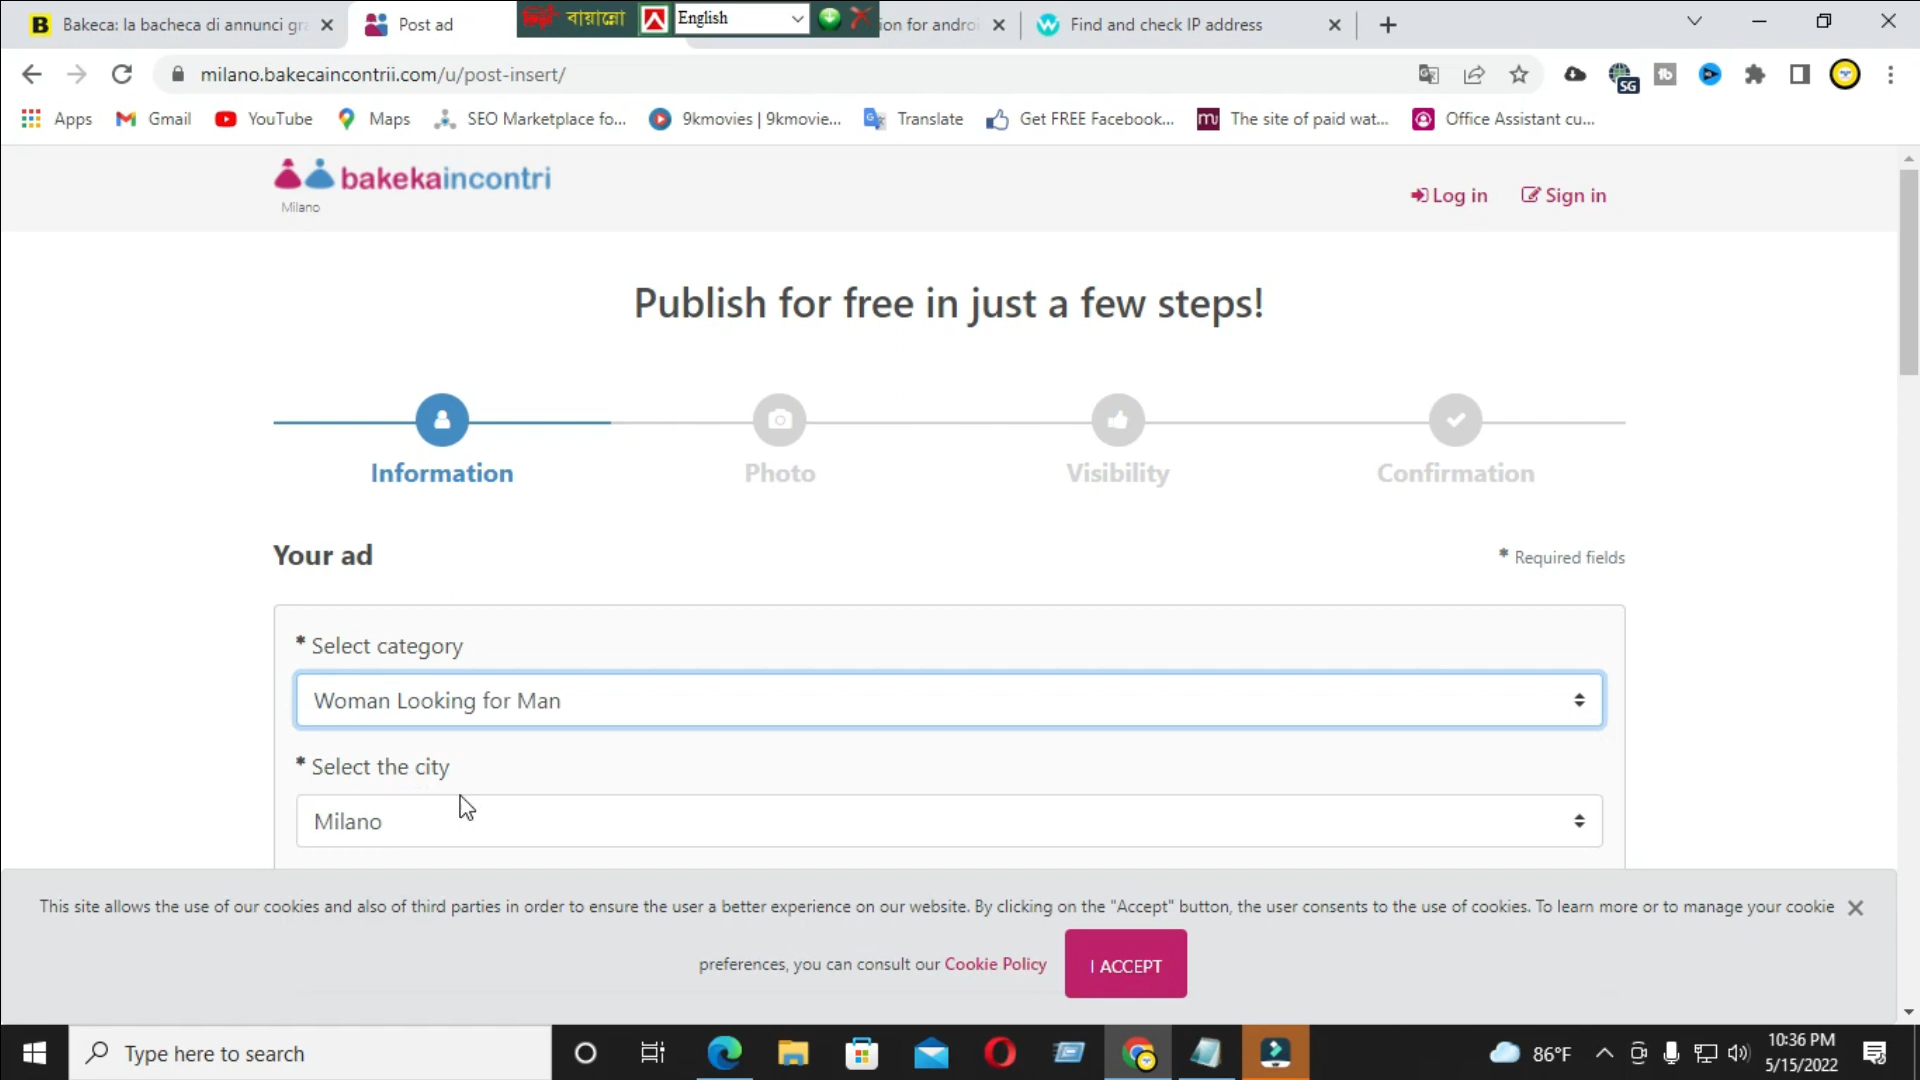 Bakeca: la bacheca di annunci gra
Post ad
বায়ান্নো
English
ion for androi
Find and check IP address
milano.bakecaincontrii.com/u/post-insert/
SG
Apps
Gmail
YouTube
Maps
SEO Marketplace fo...
9kmovies | 9kmovie...
Translate
Get FREE Facebook...
The site of paid wat...
Office Assistant cu...
bakekaincontri
Milano
Log in
Sign in
Publish for free in just a few steps!
Information
Photo
Visibility
Confirmation
Your ad
* Required fields
* Select category
Woman Looking for Man
* Select the city
Milano
This site allows the use of our cookies and also of third parties in order to ensure the user a better experience on our website. By clicking on the "Accept" button, the user consents to the use of cookies. To learn more or to manage your cookie
preferences, you can consult our Cookie Policy
I ACCEPT
Type here to search
86°F
10:36 PM
5/15/2022